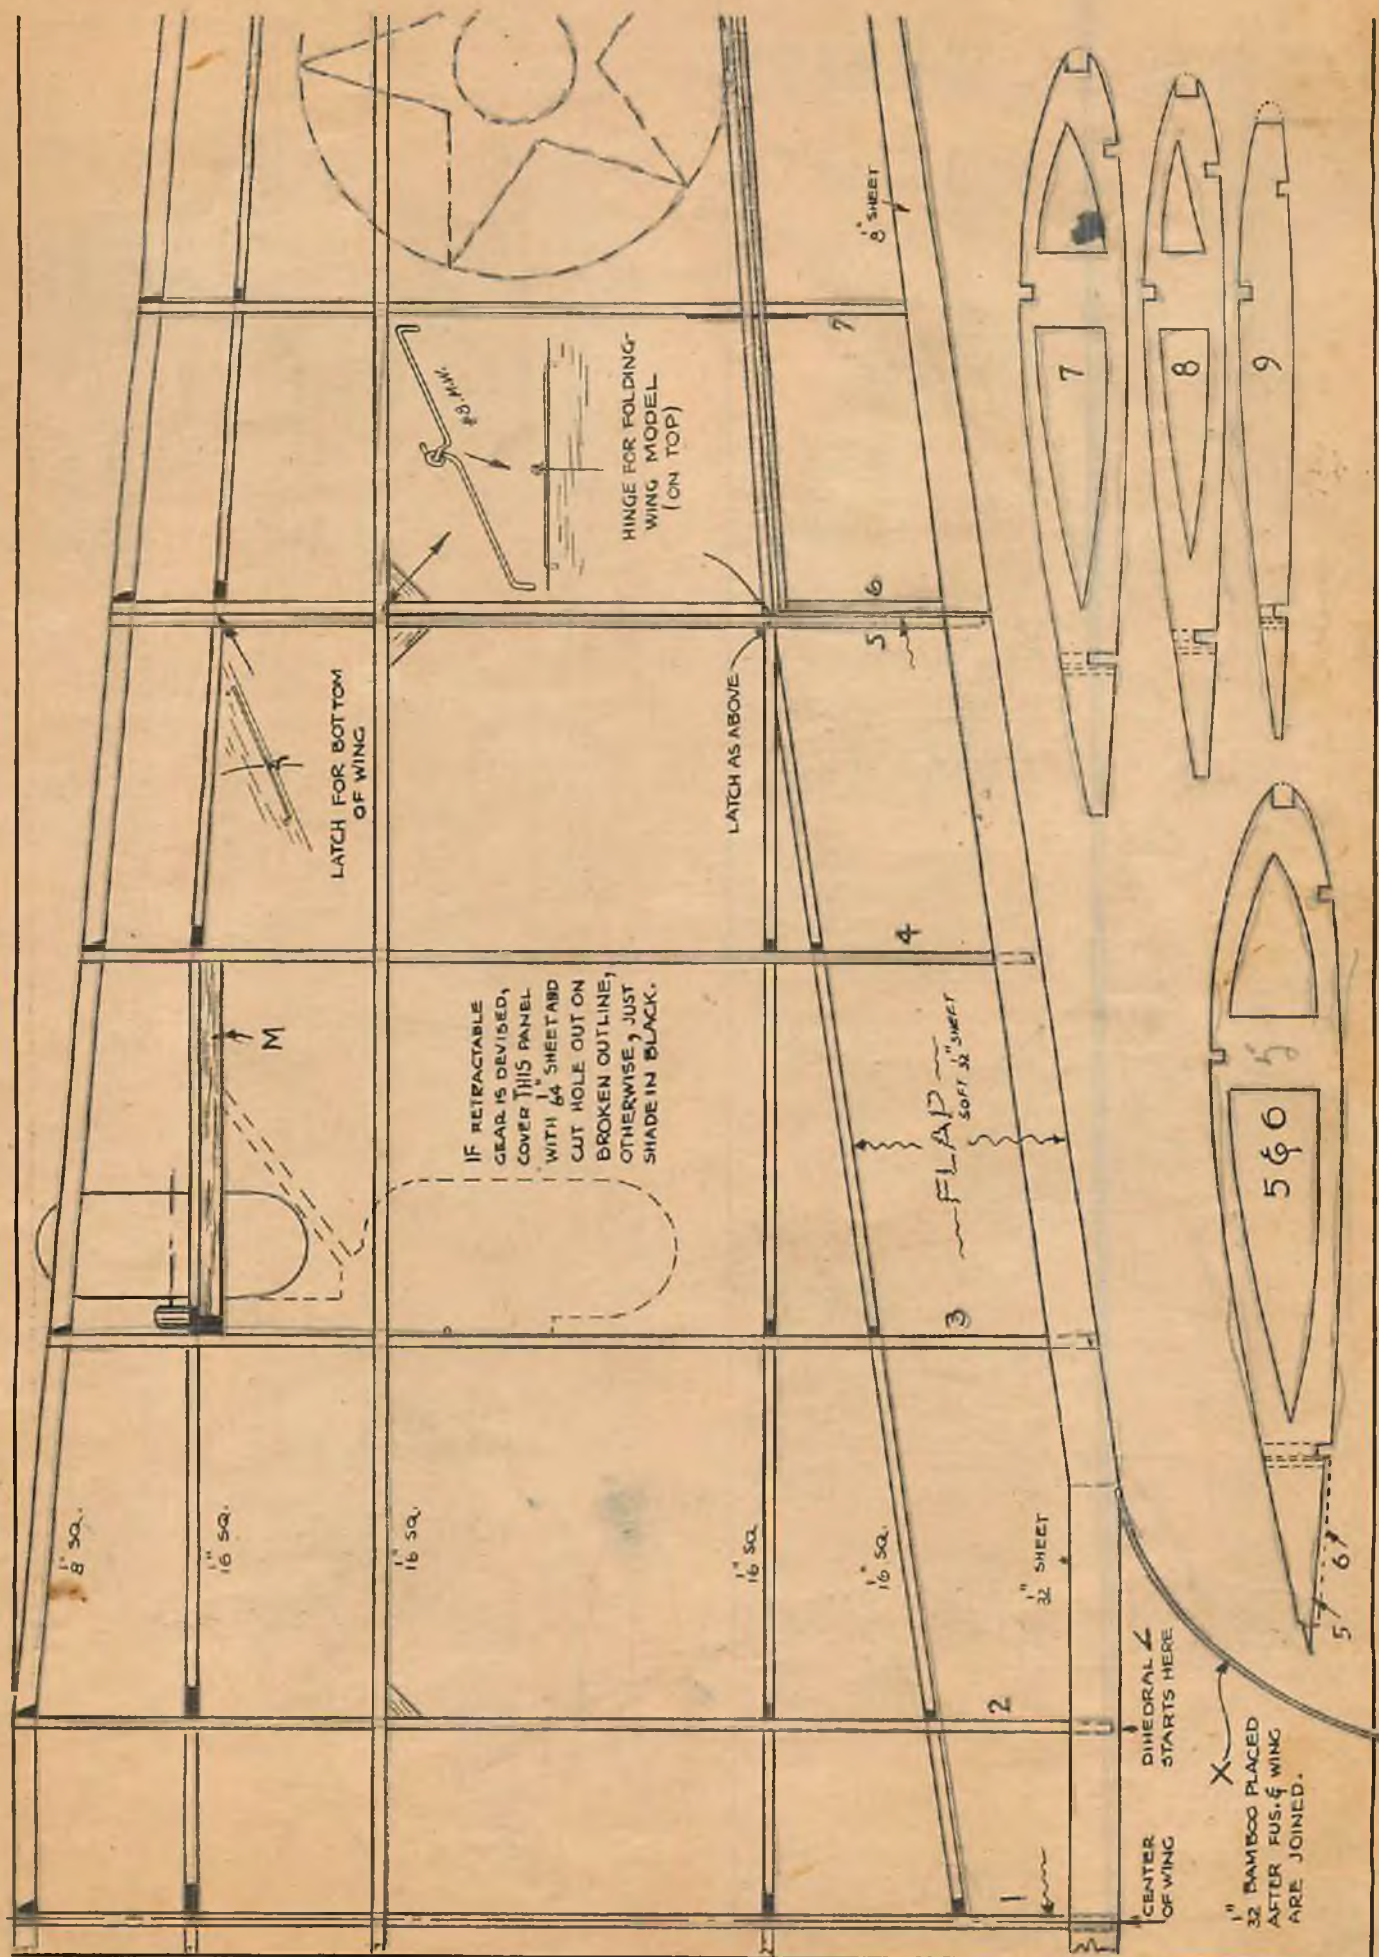 1" SHEET
8
7
8
9
#8.M.W.
HINGE FOR FOLDING-
WING MODEL
(ON TOP)
7
6
5
LATCH FOR BOTTOM
OF WING
LATCH AS ABOVE
4
M
IF RETRACTABLE
GEAR IS DEVISED,
COVER THIS PANEL
WITH 1/64" SHEET AND
CUT HOLE OUT ON
BROKEN OUTLINE,
OTHERWISE, JUST
SHADE IN BLACK.
FLAP
SOFT 1/32" SHEET
5 & 6
5
3
1/8" SQ.
1/16" SQ.
1/16" SQ.
1/16" SQ
1/16" SQ.
1/32" SHEET
5
6
2
DIHEDRAL ∠
STARTS HERE
X
1
CENTER
OF WING
1/32" BAMBOO PLACED
AFTER FUS. & WING
ARE JOINED.